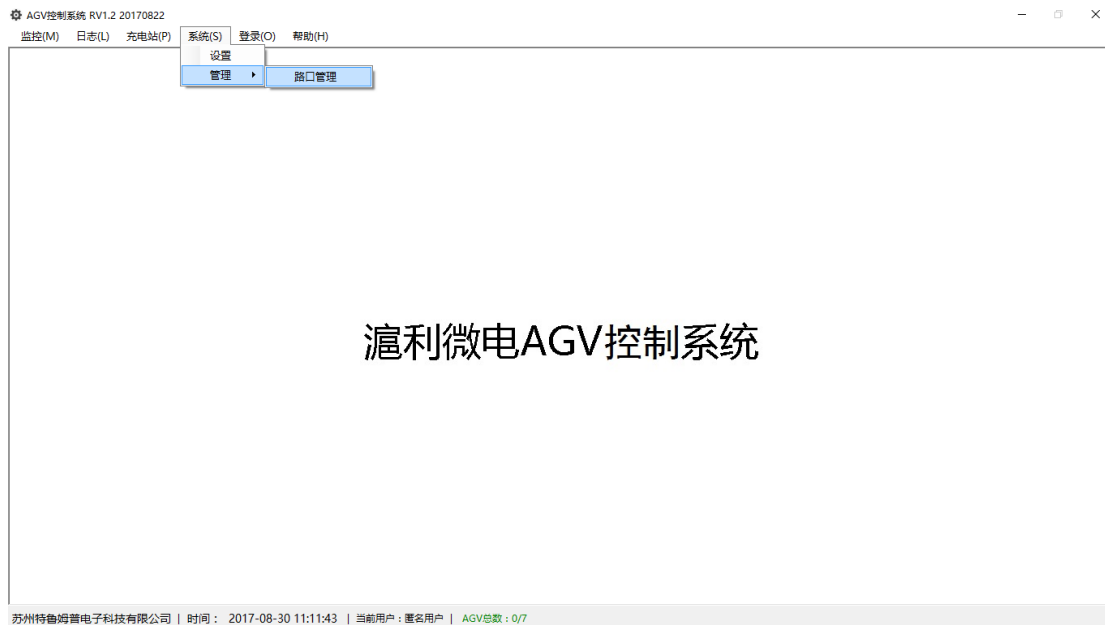 AGV控制系统 RV1.2 20170822
监控(M) 日志(L) 充电站(P) 系统(S) 登录(O) 帮助(H)
设置
管理 路口管理
滬利微电AGV控制系统
苏州特鲁姆普电子科技有限公司 | 时间： 2017-08-30 11:11:43 | 当前用户：匿名用户 | AGV总数：0/7